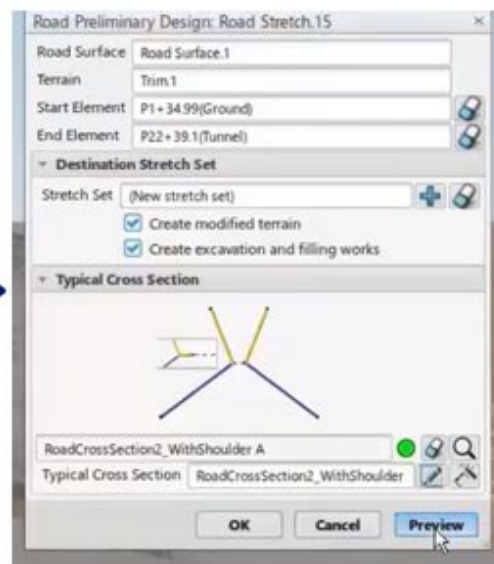 Road Preliminary Design: Road Stretch.15
Road Surface Road Surface.1
Terrain Trim.1
Start Element P1+34.99(Ground)
End Element P22+39.1(Tunnel)
Destination Stretch Set
Stretch Set (New stretch set)
Create modified terrain
Create excavation and filling works
Typical Cross Section
RoadCrossSection2_WithShoulder A
Typical Cross Section RoadCrossSection2_WithShoulder
OK Cancel Preview